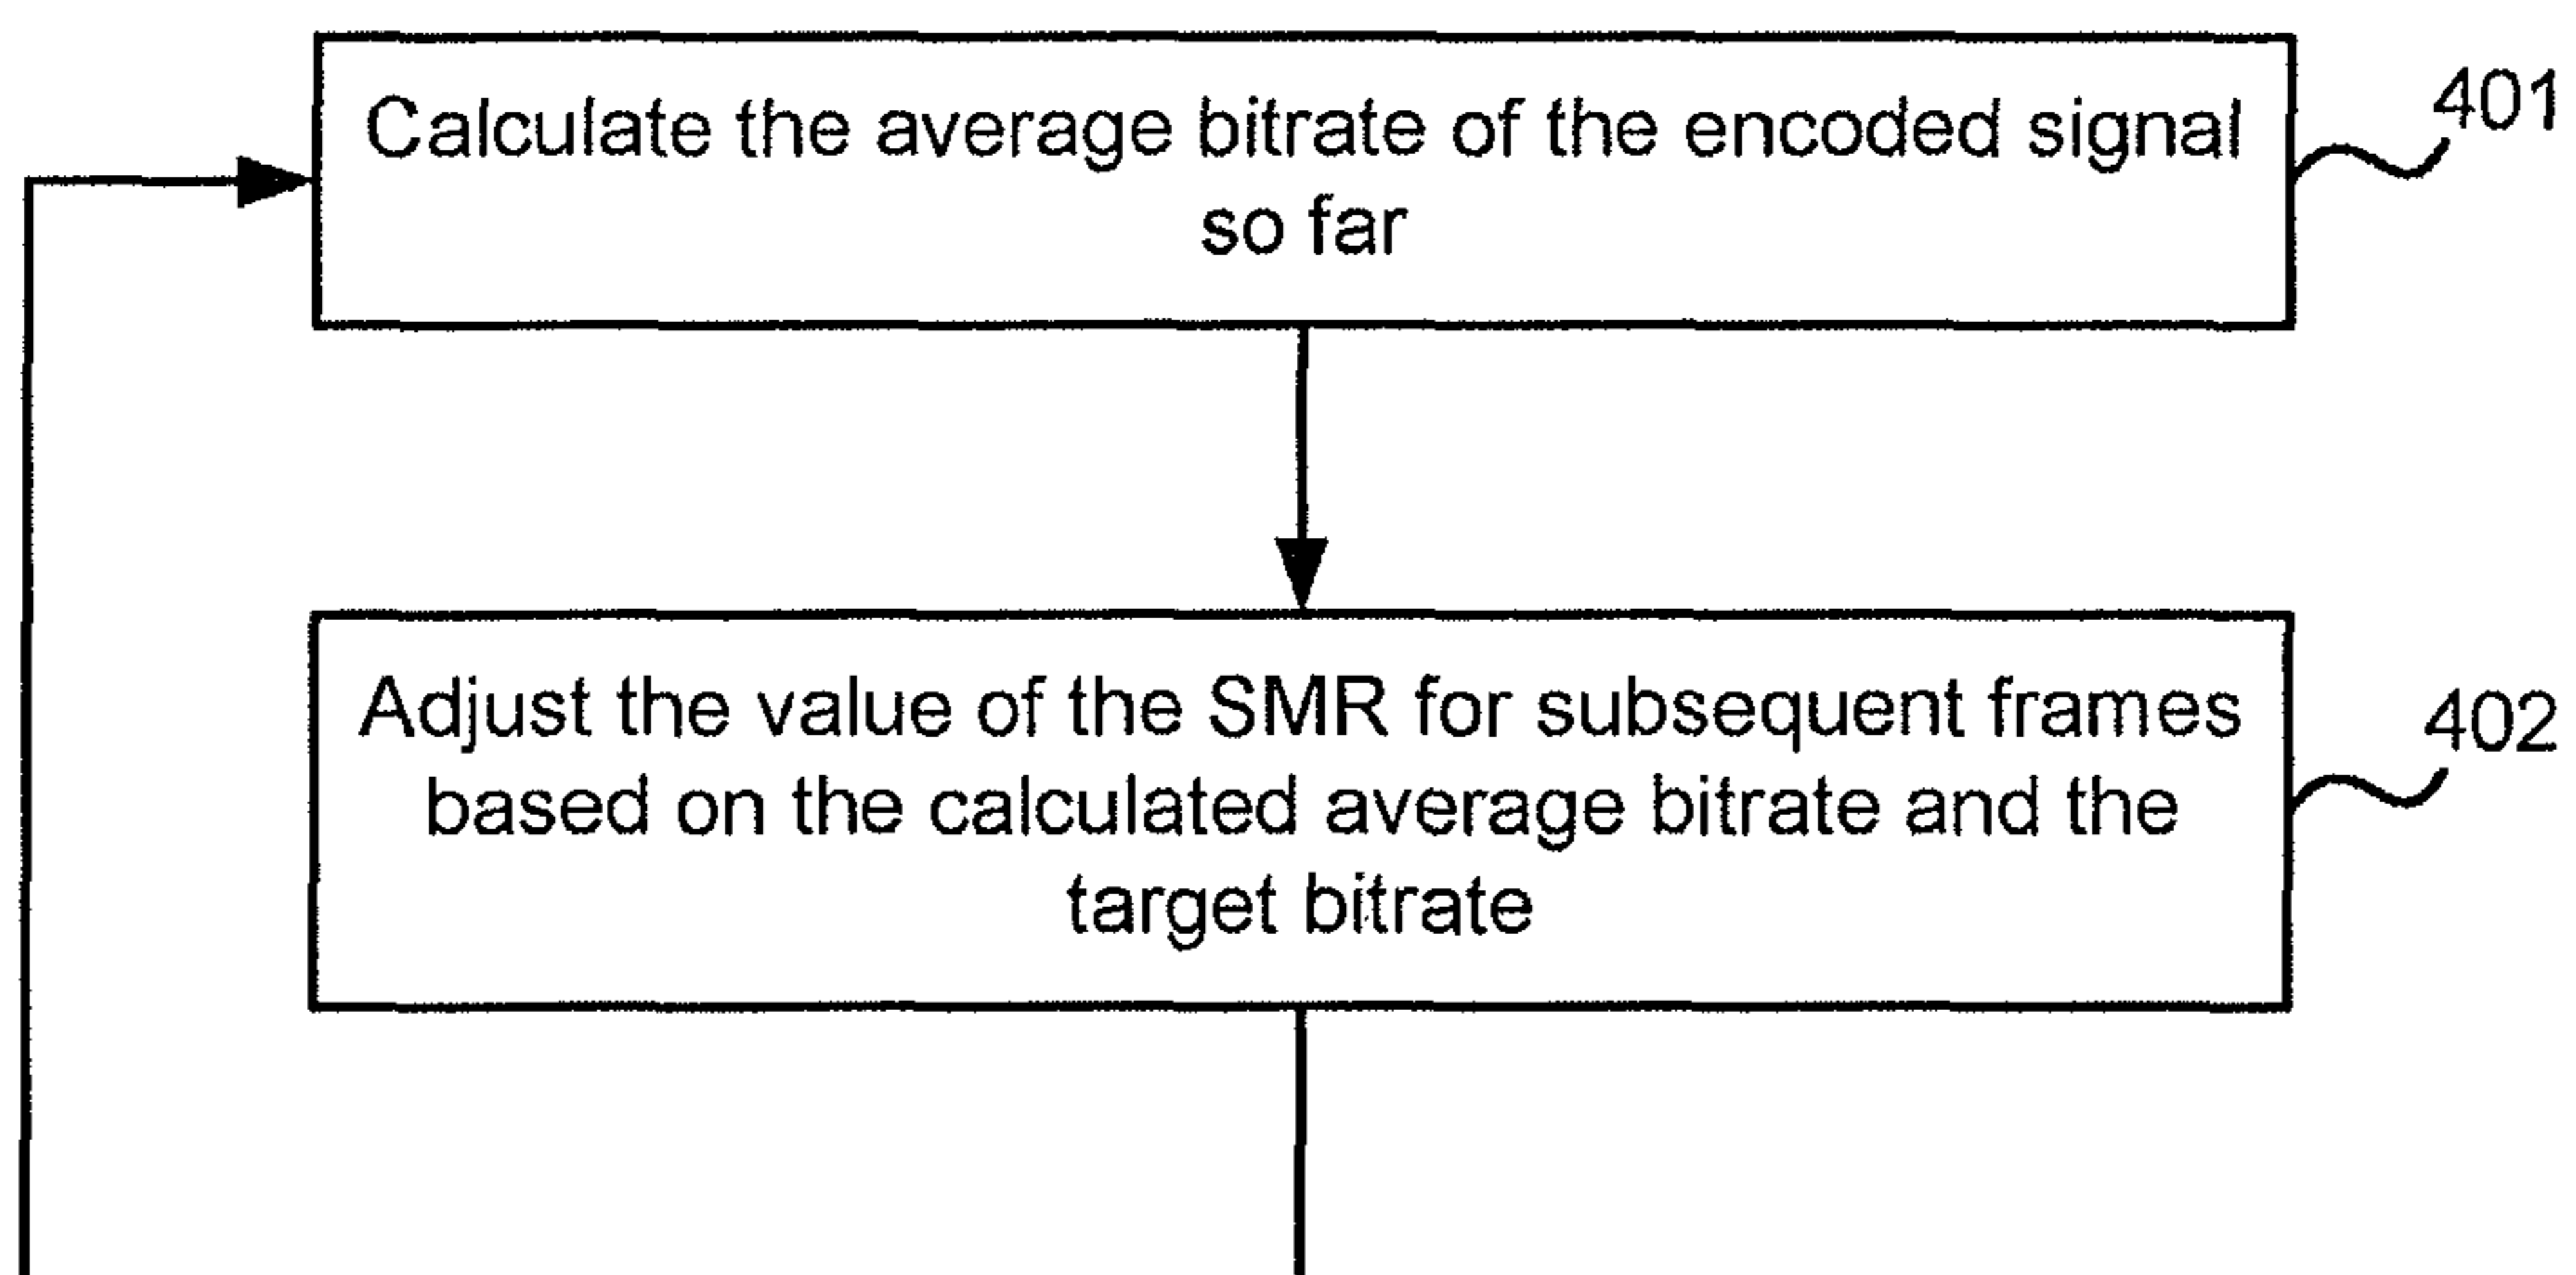 Calculate the average bitrate of the encoded signal
so far
401
Adjust the value of the SMR for subsequent frames
based on the calculated average bitrate and the
target bitrate
402